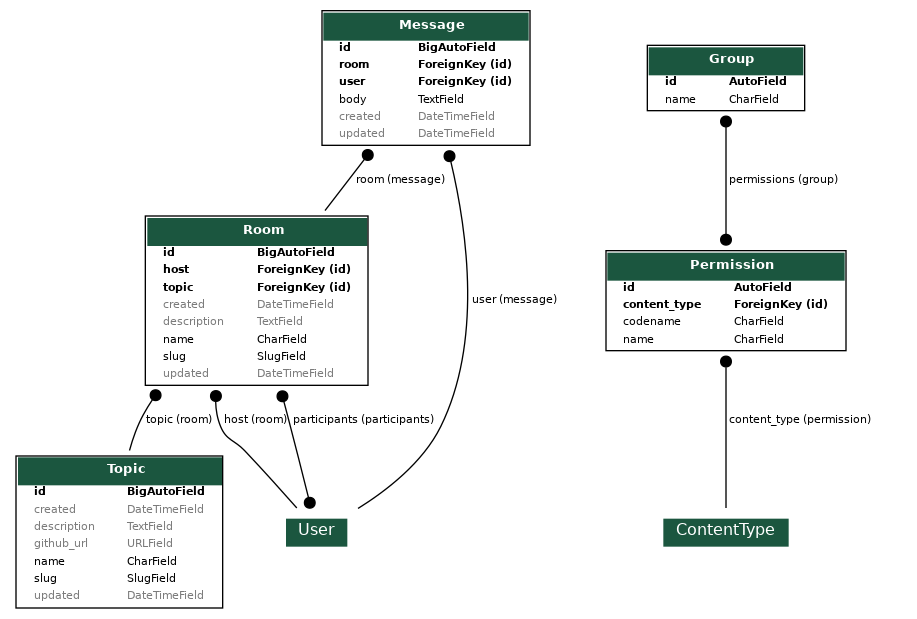 Message
id BigAutoField
room ForeignKey (id)
user ForeignKey (id)
body TextField
created DateTimeField
updated DateTimeField
Group
id AutoField
name CharField
room (message)
permissions (group)
Room
id BigAutoField
host ForeignKey (id)
topic ForeignKey (id)
created DateTimeField
description TextField
name CharField
slug SlugField
updated DateTimeField
user (message)
Permission
id AutoField
content_type ForeignKey (id)
codename CharField
name CharField
topic (room) host (room) participants (participants)
content_type (permission)
Topic
id BigAutoField
created DateTimeField
description TextField
github_url URLField
name CharField
slug SlugField
updated DateTimeField
User
ContentType